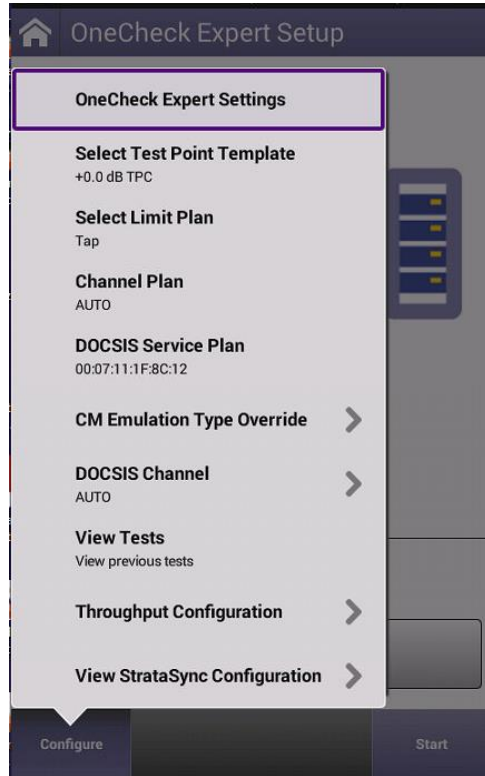 OneCheck Expert Setup
OneCheck Expert Settings
Select Test Point Template
+0.0 dB TPC
Select Limit Plan
Tap
Channel Plan
AUTO
DOCSIS Service Plan
00:07:11:1F:8C:12
CM Emulation Type Override
DOCSIS Channel
AUTO
View Tests
View previous tests
Throughput Configuration
View StrataSync Configuration
Configure
Start